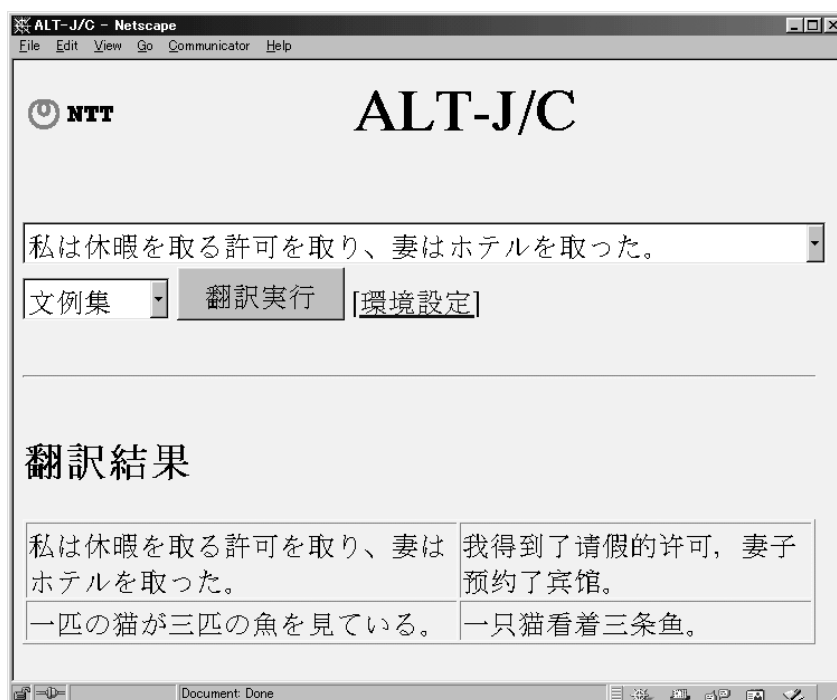 ALT-J/C - Netscape
File Edit View Go Communicator Help
NTT
ALT-J/C
私は休暇を取る許可を取り、妻はホテルを取った。
文例集 翻訳実行 [環境設定]
翻訳結果
私は休暇を取る許可を取り、妻は
ホテルを取った。
我得到了请假的许可, 妻子
预约了宾馆。
一匹の猫が三匹の魚を見ている。
一只猫看着三条鱼。
Document: Done